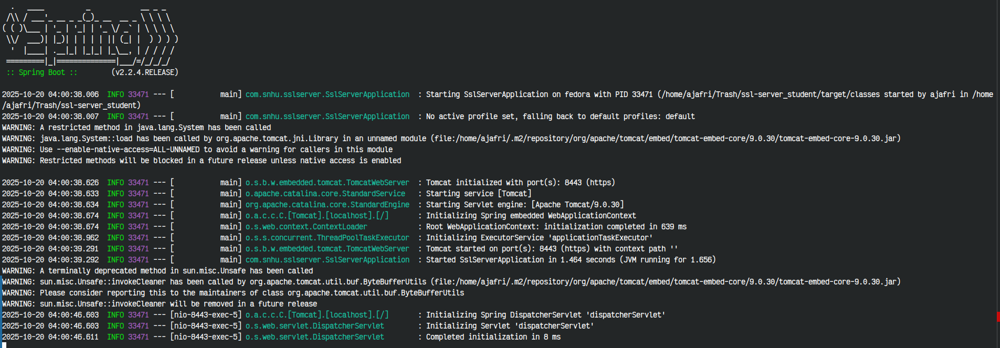 .   ____          _            __ _ _
 /\\ / ___'_ __ _ _(_)_ __  __ _ \ \ \ \
( ( )\___ | '_ | '_| | '_ \/ _` | \ \ \ \
 \\/  ___)| |_)| | | | | || (_| |  ) ) ) )
  '  |____| .__|_| |_|_| |_\__, | / / / /
 =========|_|==============|___/=/_/_/_/
 :: Spring Boot ::        (v2.2.4.RELEASE)

2025-10-20 04:00:38.006  INFO 33471 --- [           main] com.snhu.sslserver.SslServerApplication  : Starting SslServerApplication on fedora with PID 33471 (/home/ajafri/Trash/ssl-server_student/target/classes started by ajafri in /home
/ajafri/Trash/ssl-server_student)
2025-10-20 04:00:38.007  INFO 33471 --- [           main] com.snhu.sslserver.SslServerApplication  : No active profile set, falling back to default profiles: default
WARNING: A restricted method in java.lang.System has been called
WARNING: java.lang.System::load has been called by org.apache.tomcat.jni.Library in an unnamed module (file:/home/ajafri/.m2/repository/org/apache/tomcat/embed/tomcat-embed-core/9.0.30/tomcat-embed-core-9.0.30.jar)
WARNING: Use --enable-native-access=ALL-UNNAMED to avoid a warning for callers in this module
WARNING: Restricted methods will be blocked in a future release unless native access is enabled

2025-10-20 04:00:38.626  INFO 33471 --- [           main] o.s.b.w.embedded.tomcat.TomcatWebServer  : Tomcat initialized with port(s): 8443 (https)
2025-10-20 04:00:38.633  INFO 33471 --- [           main] o.apache.catalina.core.StandardService   : Starting service [Tomcat]
2025-10-20 04:00:38.634  INFO 33471 --- [           main] org.apache.catalina.core.StandardEngine  : Starting Servlet engine: [Apache Tomcat/9.0.30]
2025-10-20 04:00:38.674  INFO 33471 --- [           main] o.a.c.c.C.[Tomcat].[localhost].[/]       : Initializing Spring embedded WebApplicationContext
2025-10-20 04:00:38.674  INFO 33471 --- [           main] o.s.web.context.ContextLoader            : Root WebApplicationContext: initialization completed in 639 ms
2025-10-20 04:00:38.962  INFO 33471 --- [           main] o.s.s.concurrent.ThreadPoolTaskExecutor  : Initializing ExecutorService 'applicationTaskExecutor'
2025-10-20 04:00:39.291  INFO 33471 --- [           main] o.s.b.w.embedded.tomcat.TomcatWebServer  : Tomcat started on port(s): 8443 (https) with context path ''
2025-10-20 04:00:39.292  INFO 33471 --- [           main] com.snhu.sslserver.SslServerApplication  : Started SslServerApplication in 1.464 seconds (JVM running for 1.656)
WARNING: A terminally deprecated method in sun.misc.Unsafe has been called
WARNING: sun.misc.Unsafe::invokeCleaner has been called by org.apache.tomcat.util.buf.ByteBufferUtils (file:/home/ajafri/.m2/repository/org/apache/tomcat/embed/tomcat-embed-core/9.0.30/tomcat-embed-core-9.0.30.jar)
WARNING: Please consider reporting this to the maintainers of class org.apache.tomcat.util.buf.ByteBufferUtils
WARNING: sun.misc.Unsafe::invokeCleaner will be removed in a future release
2025-10-20 04:00:46.603  INFO 33471 --- [nio-8443-exec-5] o.a.c.c.C.[Tomcat].[localhost].[/]       : Initializing Spring DispatcherServlet 'dispatcherServlet'
2025-10-20 04:00:46.603  INFO 33471 --- [nio-8443-exec-5] o.s.web.servlet.DispatcherServlet        : Initializing Servlet 'dispatcherServlet'
2025-10-20 04:00:46.611  INFO 33471 --- [nio-8443-exec-5] o.s.web.servlet.DispatcherServlet        : Completed initialization in 8 ms